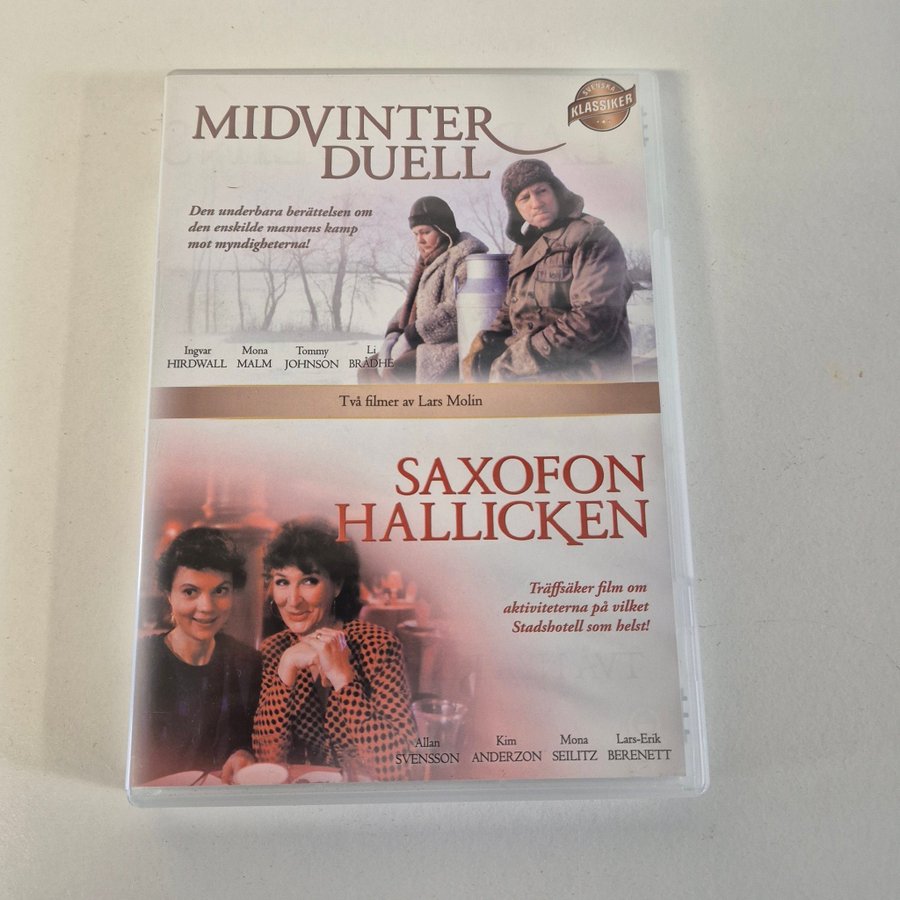 SVENSKA
KLASSIKER
MIDVINTER
DUELL
Den underbara berättelsen om
den enskilde mannens kamp
mot myndigheterna!
Ingvar Mona Tommy Li
HIRDWALL MALM JOHNSON BRÅDHE
Två filmer av Lars Molin
SAXOFON
HALLICKEN
Träffsäker film om
aktiviteterna på vilket
Stadshotell som helst!
Allan Kim Mona Lars-Erik
SVENSSON ANDERZON SEILITZ BERENETT